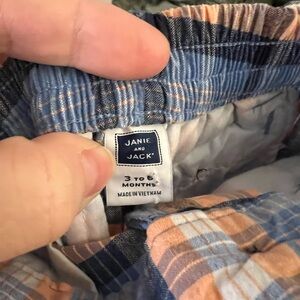 JANIE
AND
JACK®
3 TO 6
MONTHS
MADE IN VIETNAM